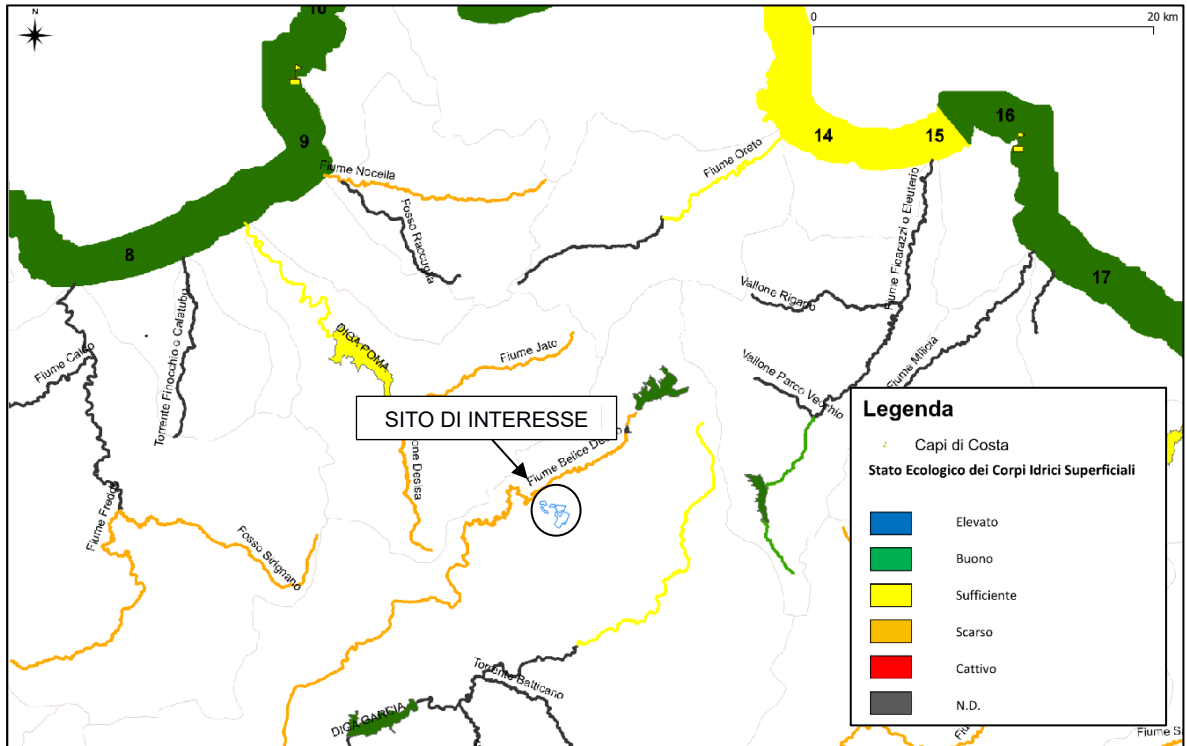 N
0
20 km
10
9
8
14
15
16
17
Fiume Nocella
Fosso Raccuglia
Fiume Oreto
Fiume Ficarazzi o Eleuterio
Vallone Rigano
Vallone Parco Vecchio
Fiume Milicia
Fiume Caldo
Torrente Finocchio o Calatubo
DIGA POMA
Fiume Jato
SITO DI INTERESSE
Fiume Belice
Desisa
Fiume Freddo
Fosso Sirignano
Torrente Batticano
DIGA GARCIA
Legenda
Capi di Costa
Stato Ecologico dei Corpi Idrici Superficiali
Elevato
Buono
Sufficiente
Scarso
Cattivo
N.D.
Fiume S